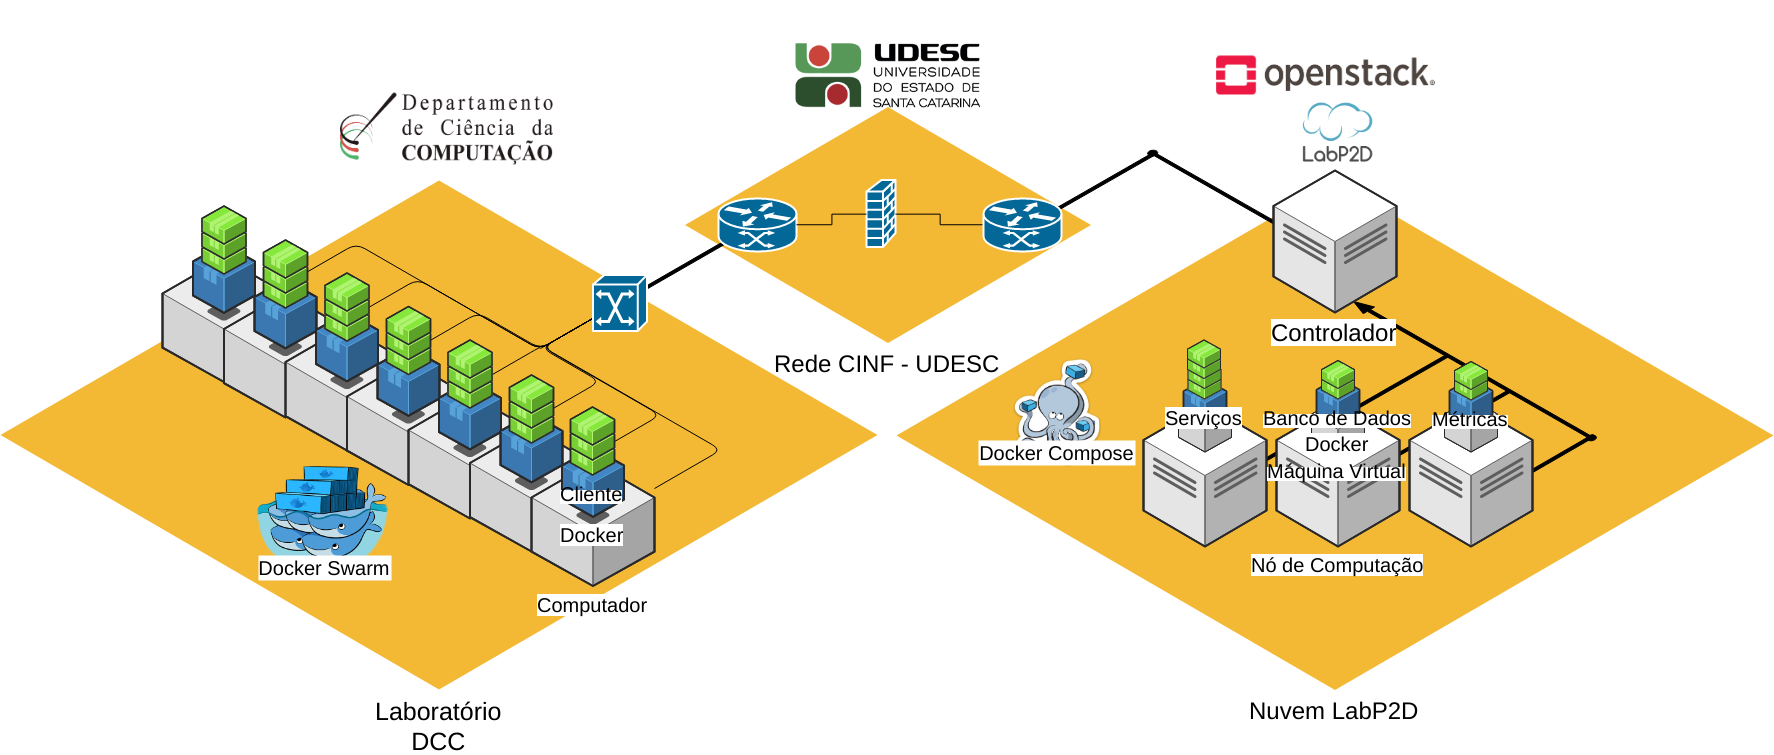 UDESC
UNIVERSIDADE
DO ESTADO DE
SANTA CATARINA
openstack.
Departamento
de Ciência da
COMPUTAÇÃO
LabP2D
Controlador
Rede CINF - UDESC
Serviços
Banco de Dados
Métricas
Docker
Docker Compose
Máquina Virtual
Cliente
Docker
Docker Swarm
Nó de Computação
Computador
Laboratório
DCC
Nuvem LabP2D